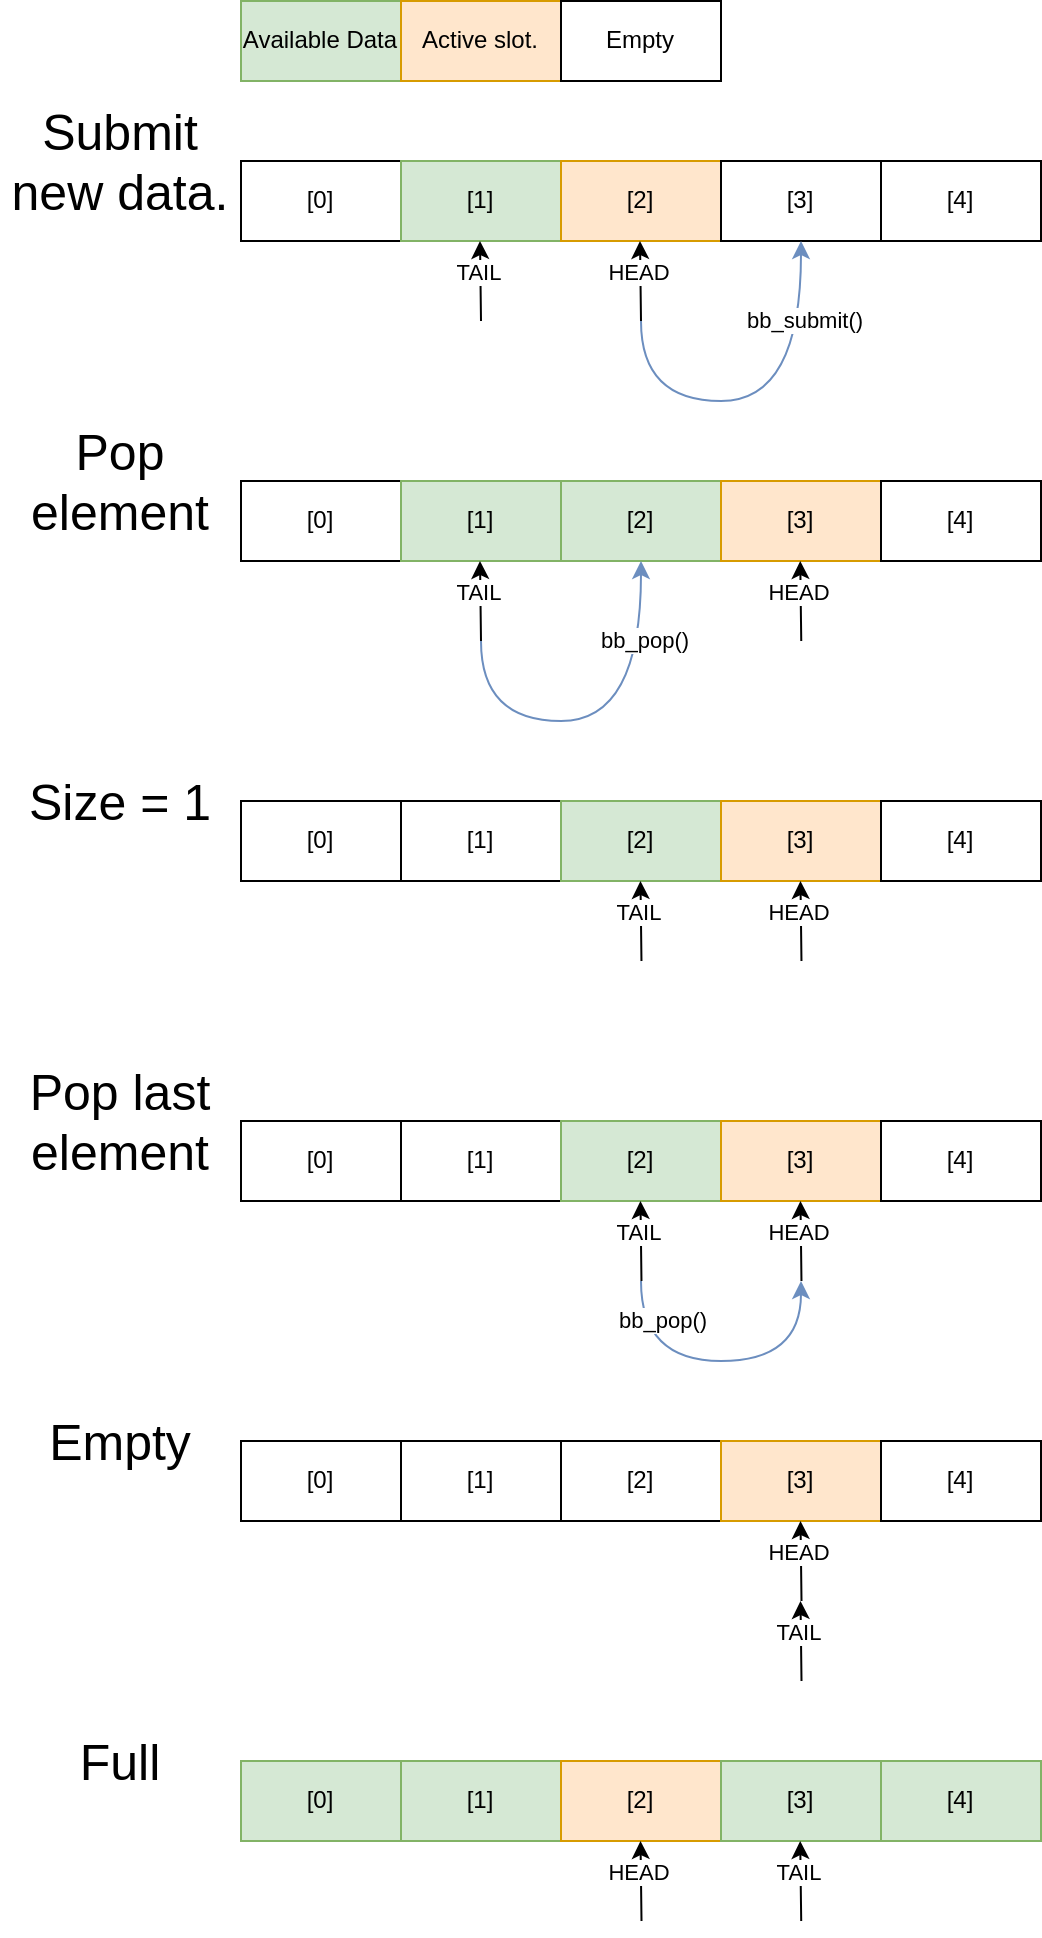 Available Data Active slot. Empty
Submit
new data.
[0] [1] [2] [3] [4]
TAIL HEAD
bb_submit()
Pop
element
[0] [1] [2] [3] [4]
TAIL HEAD
bb_pop()
Size = 1
[0] [1] [2] [3] [4]
TAIL HEAD
Pop last
element
[0] [1] [2] [3] [4]
TAIL HEAD
bb_pop()
Empty
[0] [1] [2] [3] [4]
HEAD
TAIL
Full
[0] [1] [2] [3] [4]
HEAD TAIL